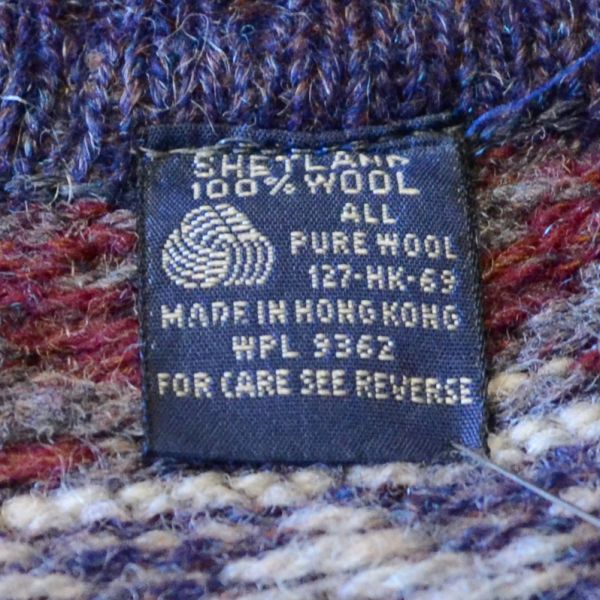 SHETLAND
100% WOOL
ALL
PURE WOOL
127-HK-69
MADE IN HONG KONG
WPL 9362
FOR CARE SEE REVERSE